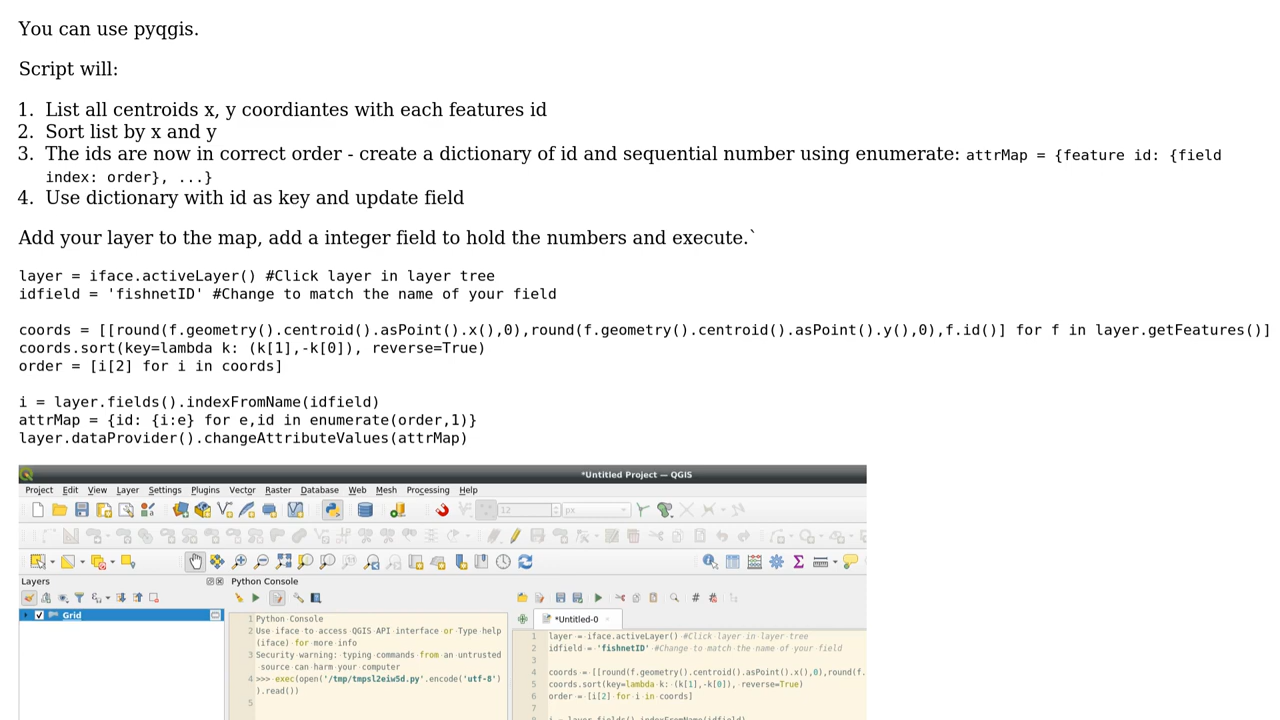 You can use pyqgis.
Script will:
1. List all centroids x, y coordiantes with each features id
2. Sort list by x and y
3. The ids are now in correct order - create a dictionary of id and sequential number using enumerate: attrMap = {feature id: {field
index: order}, ...}
4. Use dictionary with id as key and update field
Add your layer to the map, add a integer field to hold the numbers and execute.`
layer = iface.activeLayer() #Click layer in layer tree
idfield = 'fishnetID' #Change to match the name of your field
coords = [[round(f.geometry().centroid().asPoint().x(),0),round(f.geometry().centroid().asPoint().y(),0),f.id()] for f in layer.getFeatures()]
coords.sort(key=lambda k: (k[1],-k[0]), reverse=True)
order = [i[2] for i in coords]
i = layer.fields().indexFromName(idfield)
attrMap = {id: {i:e} for e,id in enumerate(order,1)}
layer.dataProvider().changeAttributeValues(attrMap)
*Untitled Project — QGIS
Project Edit View Layer Settings Plugins Vector Raster Database Web Mesh Processing Help
12 px
Layers
Python Console
Grid
*Untitled-0
1 Python Console
2 Use iface to access QGIS API interface or Type help
(iface) for more info
3 Security warning: typing commands from an untrusted
source can harm your computer
4 >>> exec(open('/tmp/tmpsl2eiw5d.py'.encode('utf-8')
).read())
5
1 layer = iface.activeLayer() #Click layer in layer tree
2 idfield = 'fishnetID' #Change to match the name of your field
3
4 coords = [[round(f.geometry().centroid().asPoint().x(),0),round(f.
5 coords.sort(key=lambda k: (k[1],-k[0]), reverse=True)
6 order = [i[2] for i in coords]
7
8 i = layer.fields().indexFromName(idfield)